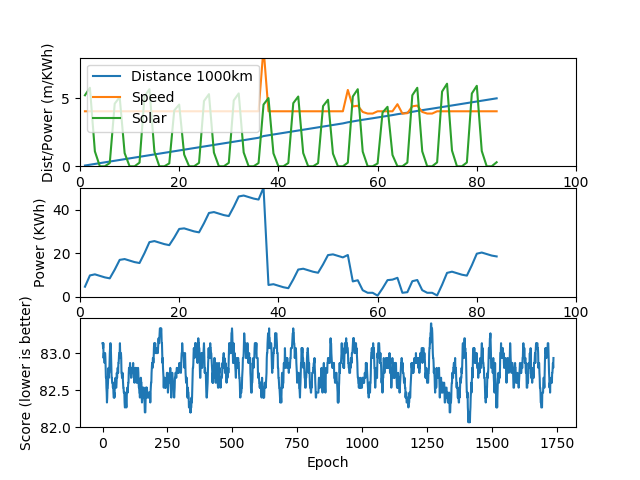 Dist/Power (m/KWh)
Distance 1000km
Speed
Solar
5
0
0 20 40 60 80 100
Power (KWh)
40
20
0
0 20 40 60 80 100
Score (lower is better)
83.0
82.5
82.0
0 250 500 750 1000 1250 1500 1750
Epoch